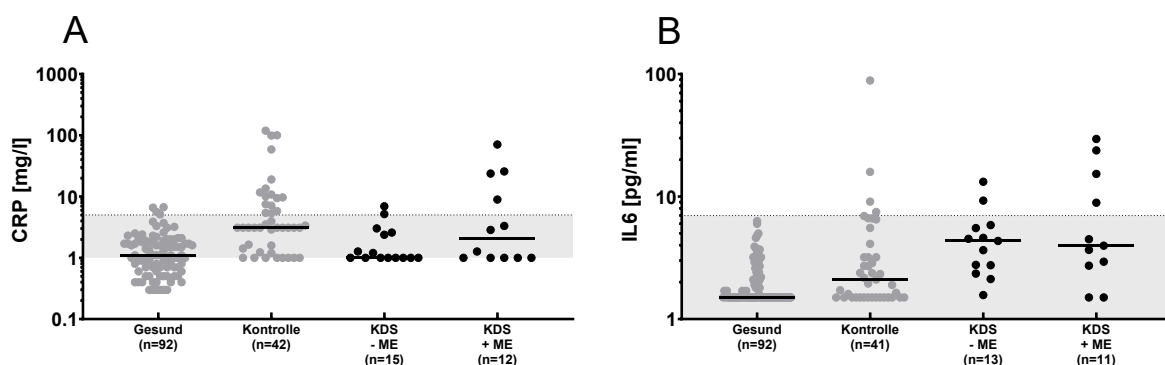 A
CRP [mg/l]
1000
100
10
1
0.1
Gesund
(n=92)
Kontrolle
(n=42)
KDS
- ME
(n=15)
KDS
+ ME
(n=12)
B
IL6 [pg/ml]
100
10
1
Gesund
(n=92)
Kontrolle
(n=41)
KDS
- ME
(n=13)
KDS
+ ME
(n=11)